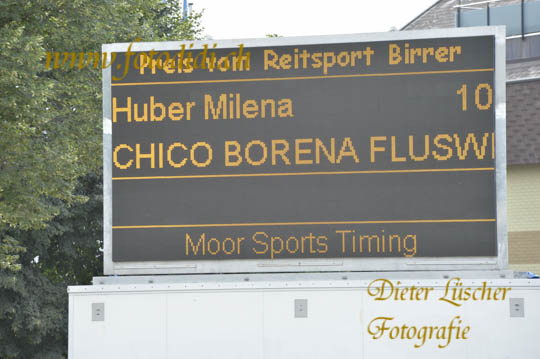 www.fotodidi.ch
Preis vom Reitsport Birrer
Huber Milena 10
CHICO BORENA FLUSWI
Moor Sports Timing
Dieter Lüscher
Fotografie